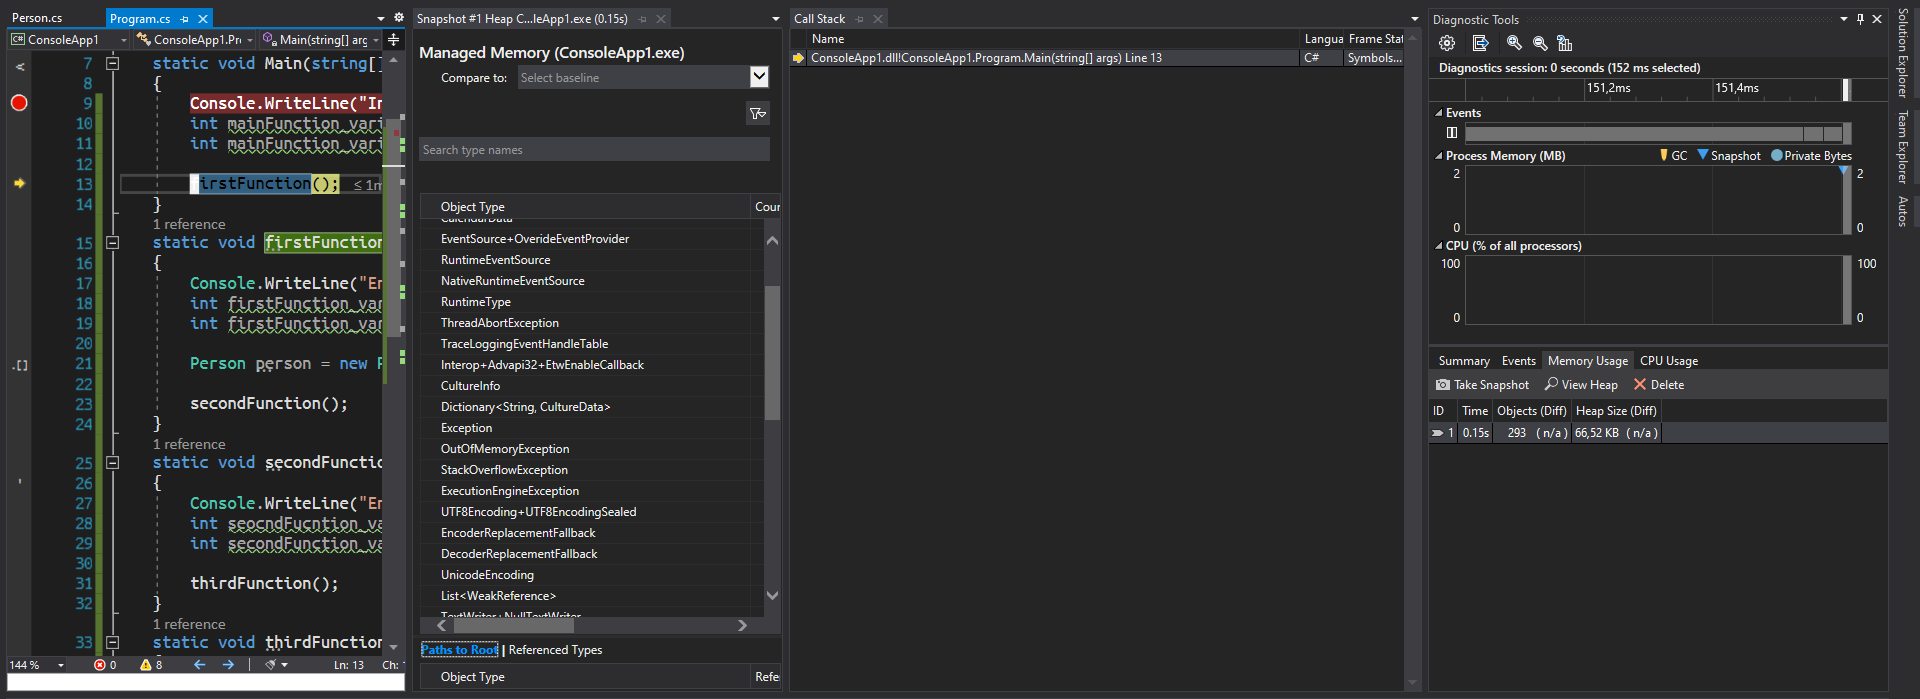 Person.cs
Program.cs
C# ConsoleApp1
ConsoleApp1.Pr
Main(string[] arg
7 static void Main(string[]
8 {
9 Console.WriteLine("In
10 int mainFunction_vari
11 int mainFunction_vari
12
13 firstFunction(); ≤ 1m
14 }
1 reference
15 static void firstFunction
16 {
17 Console.WriteLine("En
18 int firstFunction_var
19 int firstFunction_var
20
21 Person person = new P
22
23 secondFunction();
24 }
1 reference
25 static void secondFunctio
26 {
27 Console.WriteLine("En
28 int seocndFucntion_va
29 int secondFunction_va
30
31 thirdFunction();
32 }
1 reference
33 static void thirdFunction
144 % 0 8 Ln: 13 Ch:
Snapshot #1 Heap C...leApp1.exe (0.15s)
Managed Memory (ConsoleApp1.exe)
Compare to: Select baseline
Search type names
Object Type Cour
CalendarData
EventSource+OverideEventProvider
RuntimeEventSource
NativeRuntimeEventSource
RuntimeType
ThreadAbortException
TraceLoggingEventHandleTable
Interop+Advapi32+EtwEnableCallback
CultureInfo
Dictionary<String, CultureData>
Exception
OutOfMemoryException
StackOverflowException
ExecutionEngineException
UTF8Encoding+UTF8EncodingSealed
EncoderReplacementFallback
DecoderReplacementFallback
UnicodeEncoding
List<WeakReference>
TextWriter+NullTextWriter
Paths to Root | Referenced Types
Object Type Refe
Call Stack
Name Langua Frame Stat
ConsoleApp1.dll!ConsoleApp1.Program.Main(string[] args) Line 13 C# Symbols...
Diagnostic Tools
Diagnostics session: 0 seconds (152 ms selected)
151,2ms 151,4ms
Events
Process Memory (MB) GC Snapshot Private Bytes
2 2
0 0
CPU (% of all processors)
100 100
0 0
Summary Events Memory Usage CPU Usage
Take Snapshot View Heap Delete
ID Time Objects (Diff) Heap Size (Diff)
1 0.15s 293 (n/a) 66,52 KB (n/a)
Solution Explorer
Team Explorer
Autos